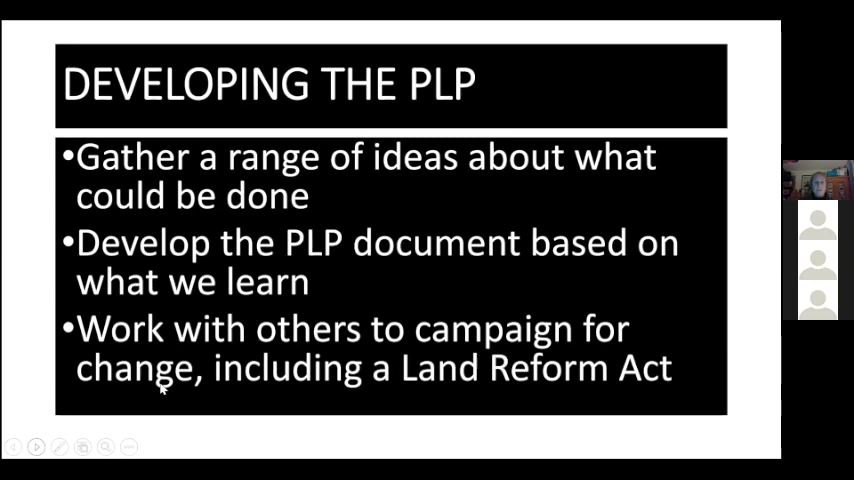 DEVELOPING THE PLP
•Gather a range of ideas about what
could be done
•Develop the PLP document based on
what we learn
•Work with others to campaign for
change, including a Land Reform Act